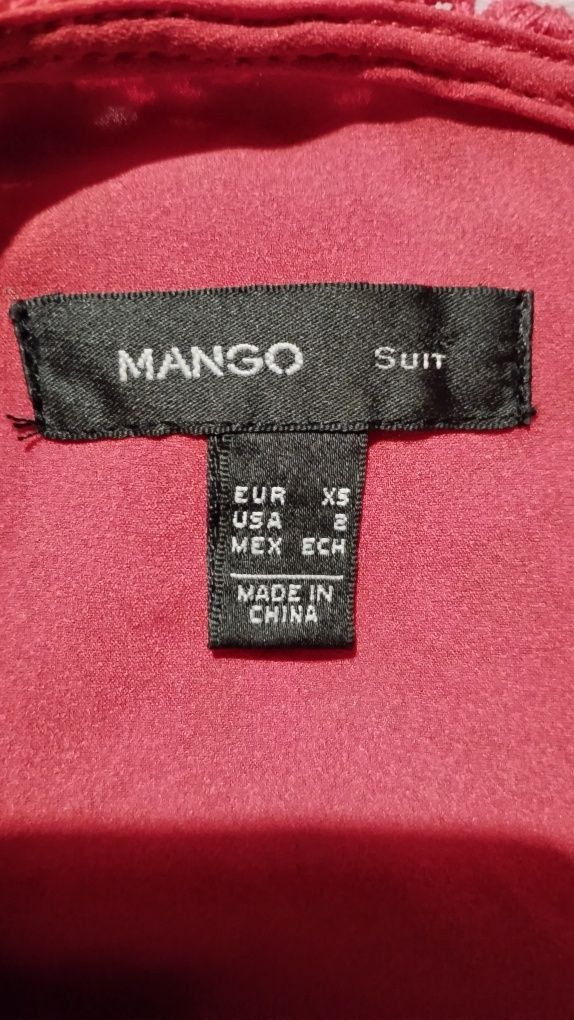 MANGO SUIT
EUR XS
USA 2
MEX ECH
MADE IN
CHINA